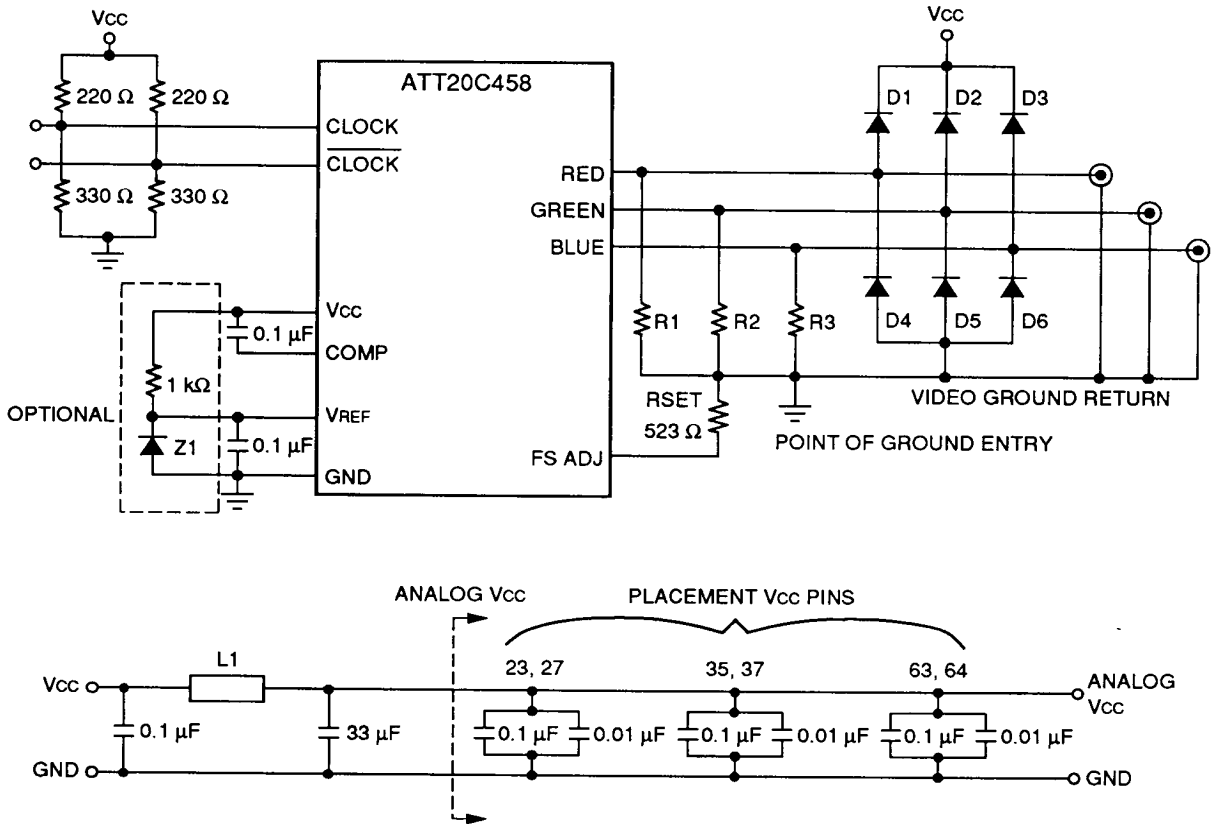 VCC
VCC
ATT20C458
220 Ω
220 Ω
CLOCK
CLOCK
330 Ω
330 Ω
D1
D2
D3
RED
GREEN
BLUE
VCC
0.1 µF
COMP
1 kΩ
OPTIONAL
VREF
Z1
0.1 µF
GND
R1
R2
R3
D4
D5
D6
RSET
523 Ω
FS ADJ
VIDEO GROUND RETURN
POINT OF GROUND ENTRY
ANALOG VCC
PLACEMENT VCC PINS
L1
23, 27
35, 37
63, 64
VCC
ANALOG
VCC
0.1 µF
33 µF
0.1 µF
0.01 µF
0.1 µF
0.01 µF
0.1 µF
0.01 µF
GND
GND